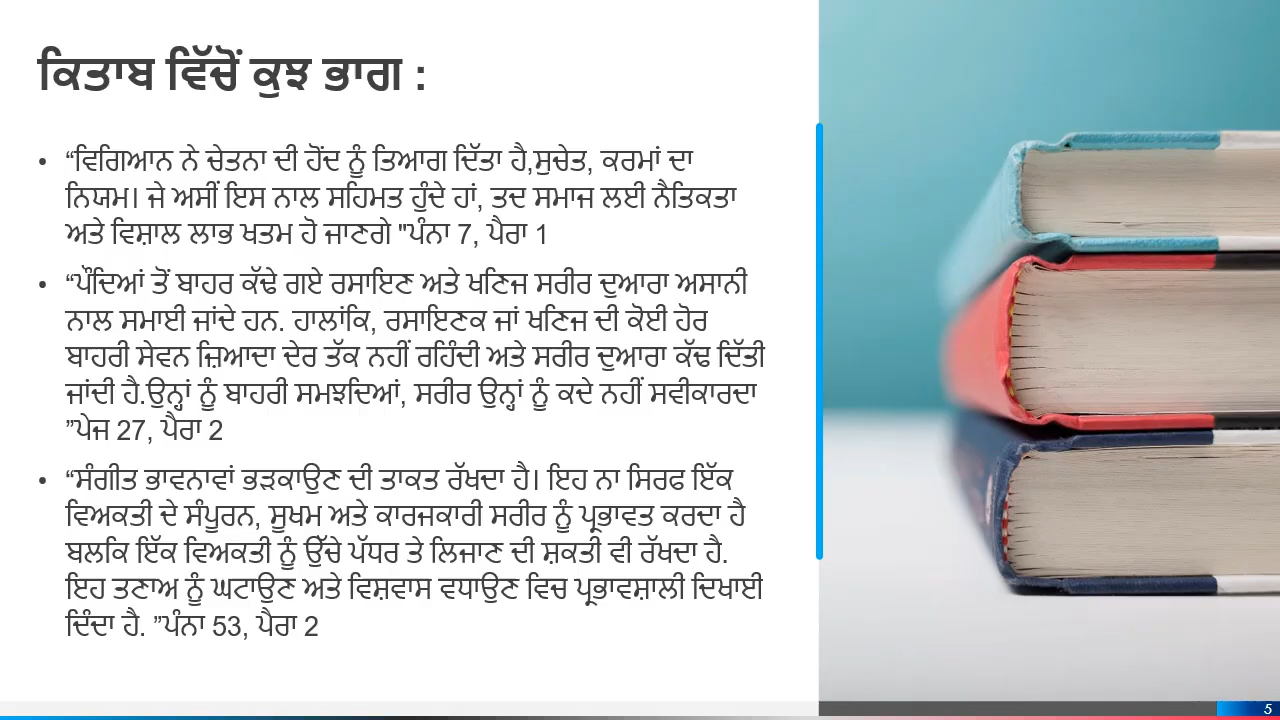 ਕਿਤਾਬ ਵਿੱਚੋਂ ਕੁਝ ਭਾਗ :
• “ਵਿਗਿਆਨ ਨੇ ਚੇਤਨਾ ਦੀ ਹੋਂਦ ਨੂੰ ਤਿਆਗ ਦਿੱਤਾ ਹੈ,ਸੁਚੇਤ, ਕਰਮਾਂ ਦਾ
ਨਿਯਮ। ਜੇ ਅਸੀਂ ਇਸ ਨਾਲ ਸਹਿਮਤ ਹੁੰਦੇ ਹਾਂ, ਤਦ ਸਮਾਜ ਲਈ ਨੈਤਿਕਤਾ
ਅਤੇ ਵਿਸ਼ਾਲ ਲਾਭ ਖਤਮ ਹੋ ਜਾਣਗੇ "ਪੰਨਾ 7, ਪੈਰਾ 1
• “ਪੌਦਿਆਂ ਤੋਂ ਬਾਹਰ ਕੱਢੇ ਗਏ ਰਸਾਇਣ ਅਤੇ ਖਣਿਜ ਸਰੀਰ ਦੁਆਰਾ ਅਸਾਨੀ
ਨਾਲ ਸਮਾਈ ਜਾਂਦੇ ਹਨ. ਹਾਲਾਂਕਿ, ਰਸਾਇਣਕ ਜਾਂ ਖਣਿਜ ਦੀ ਕੋਈ ਹੋਰ
ਬਾਹਰੀ ਸੇਵਨ ਜ਼ਿਆਦਾ ਦੇਰ ਤੱਕ ਨਹੀਂ ਰਹਿੰਦੀ ਅਤੇ ਸਰੀਰ ਦੁਆਰਾ ਕੱਢ ਦਿੱਤੀ
ਜਾਂਦੀ ਹੈ.ਉਨ੍ਹਾਂ ਨੂੰ ਬਾਹਰੀ ਸਮਝਦਿਆਂ, ਸਰੀਰ ਉਨ੍ਹਾਂ ਨੂੰ ਕਦੇ ਨਹੀਂ ਸਵੀਕਾਰਦਾ
”ਪੇਜ 27, ਪੈਰਾ 2
• “ਸੰਗੀਤ ਭਾਵਨਾਵਾਂ ਭੜਕਾਉਣ ਦੀ ਤਾਕਤ ਰੱਖਦਾ ਹੈ। ਇਹ ਨਾ ਸਿਰਫ ਇੱਕ
ਵਿਅਕਤੀ ਦੇ ਸੰਪੂਰਨ, ਸੂਖਮ ਅਤੇ ਕਾਰਜਕਾਰੀ ਸਰੀਰ ਨੂੰ ਪ੍ਰਭਾਵਤ ਕਰਦਾ ਹੈ
ਬਲਕਿ ਇੱਕ ਵਿਅਕਤੀ ਨੂੰ ਉੱਚੇ ਪੱਧਰ ਤੇ ਲਿਜਾਣ ਦੀ ਸ਼ਕਤੀ ਵੀ ਰੱਖਦਾ ਹੈ.
ਇਹ ਤਣਾਅ ਨੂੰ ਘਟਾਉਣ ਅਤੇ ਵਿਸ਼ਵਾਸ ਵਧਾਉਣ ਵਿਚ ਪ੍ਰਭਾਵਸ਼ਾਲੀ ਦਿਖਾਈ
ਦਿੰਦਾ ਹੈ. ”ਪੰਨਾ 53, ਪੈਰਾ 2
5